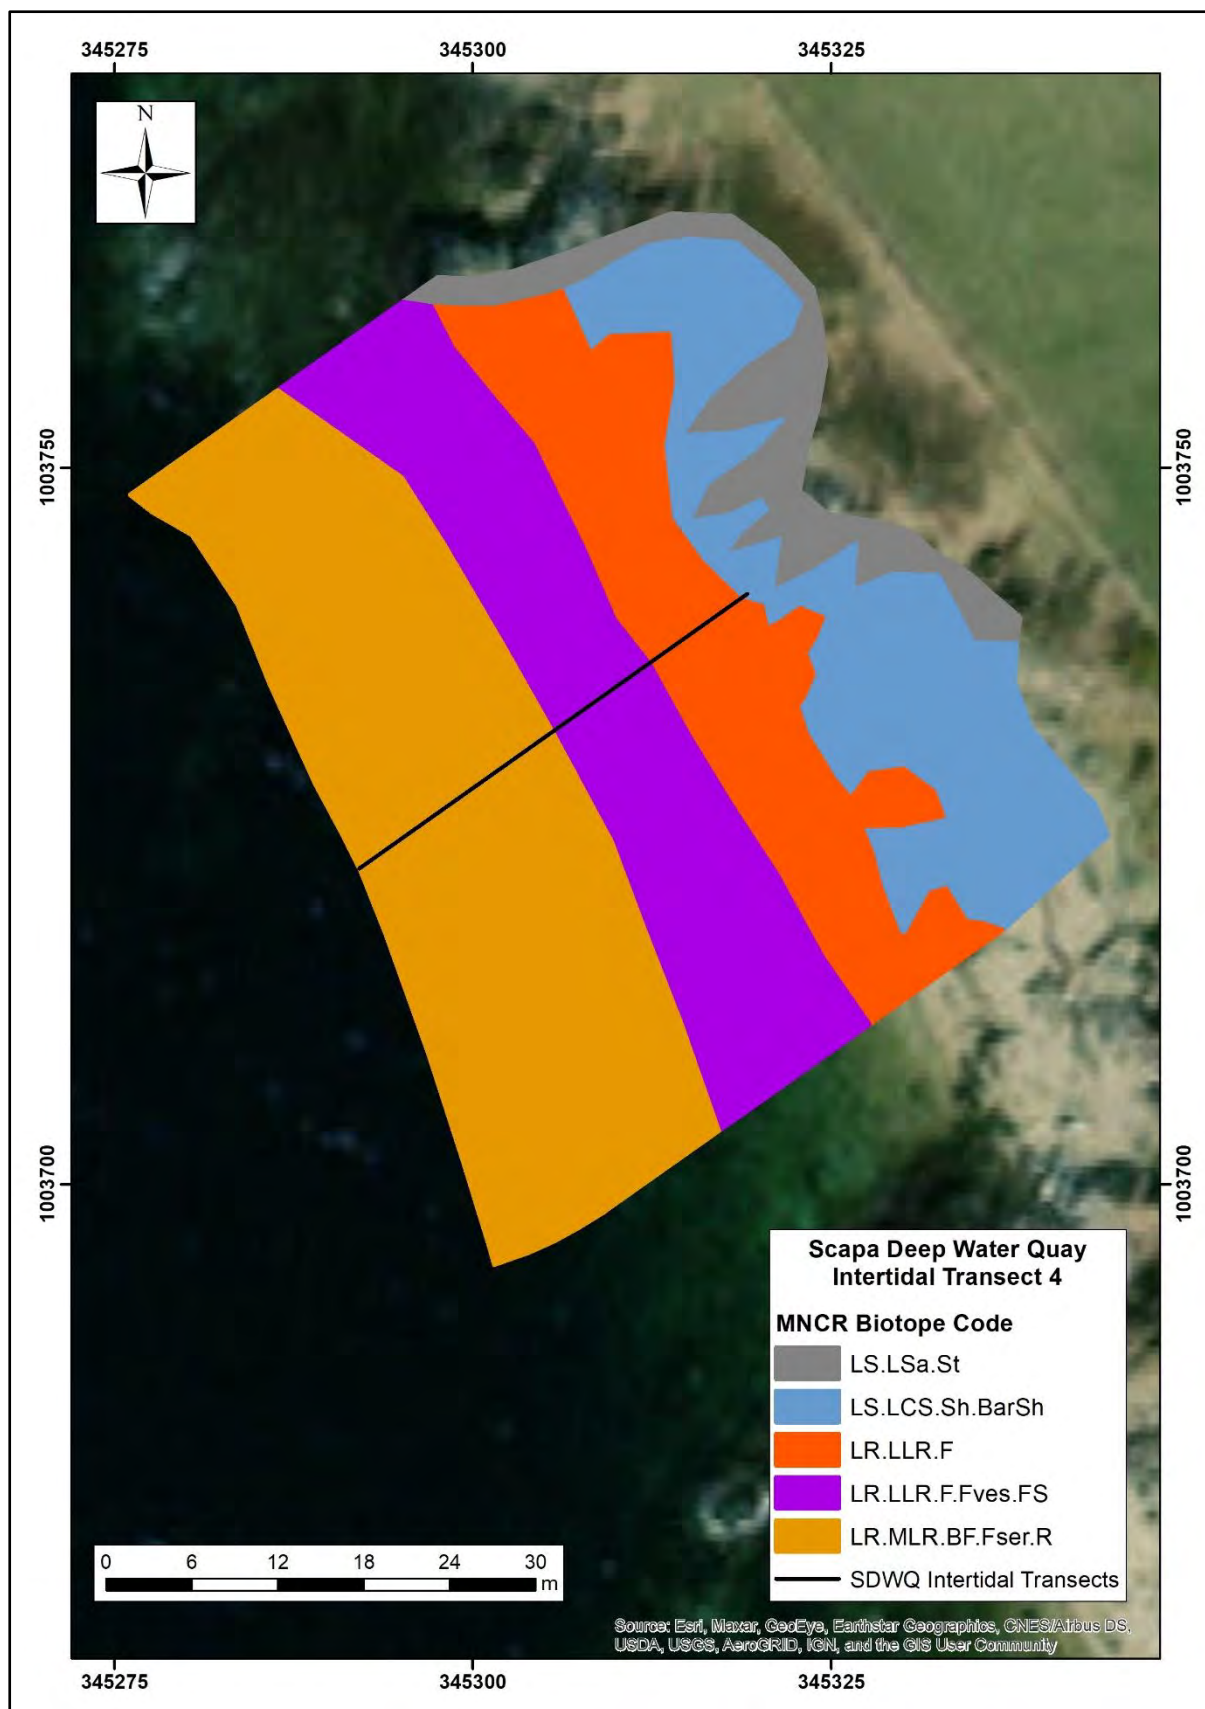 345275 345300 345325
N
1003750 1003750
1003700 1003700
Scapa Deep Water Quay
Intertidal Transect 4
MNCR Biotope Code
LS.LSa.St
LS.LCS.Sh.BarSh
LR.LLR.F
LR.LLR.F.Fves.FS
LR.MLR.BF.Fser.R
SDWQ Intertidal Transects
0 6 12 18 24 30
m
Source: Esri, Maxar, GeoEye, Earthstar Geographics, CNES/Airbus DS,
USDA, USGS, AeroGRID, IGN, and the GIS User Community
345275 345300 345325